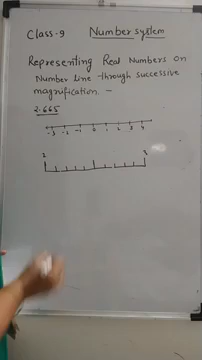 Class-9 Number system
Representing Real Numbers on
Number Line through successive
magnification. -
2.665
-3 -2 -1 0 1 2 3 4
2 3